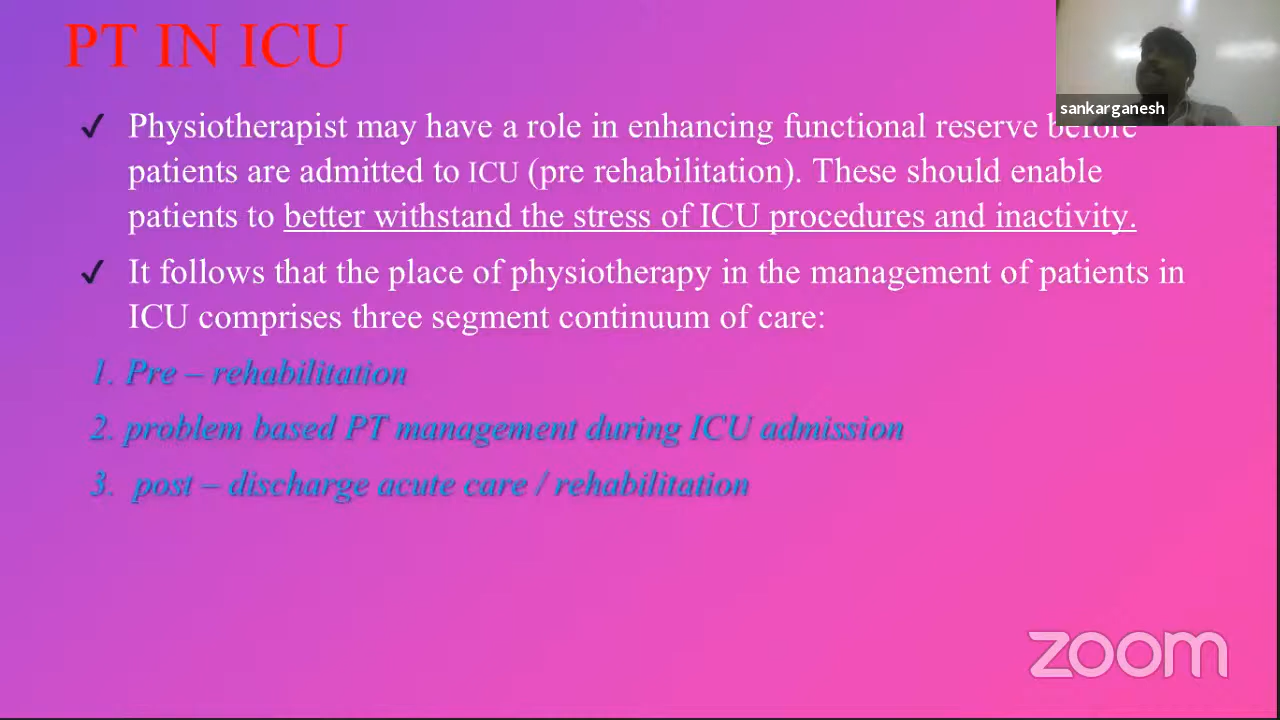 PT IN ICU
sankarganesh
✓ Physiotherapist may have a role in enhancing functional reserve before
patients are admitted to ICU (pre rehabilitation). These should enable
patients to better withstand the stress of ICU procedures and inactivity.
✓ It follows that the place of physiotherapy in the management of patients in
ICU comprises three segment continuum of care:
1. Pre – rehabilitation
2. problem based PT management during ICU admission
3. post – discharge acute care / rehabilitation
zoom